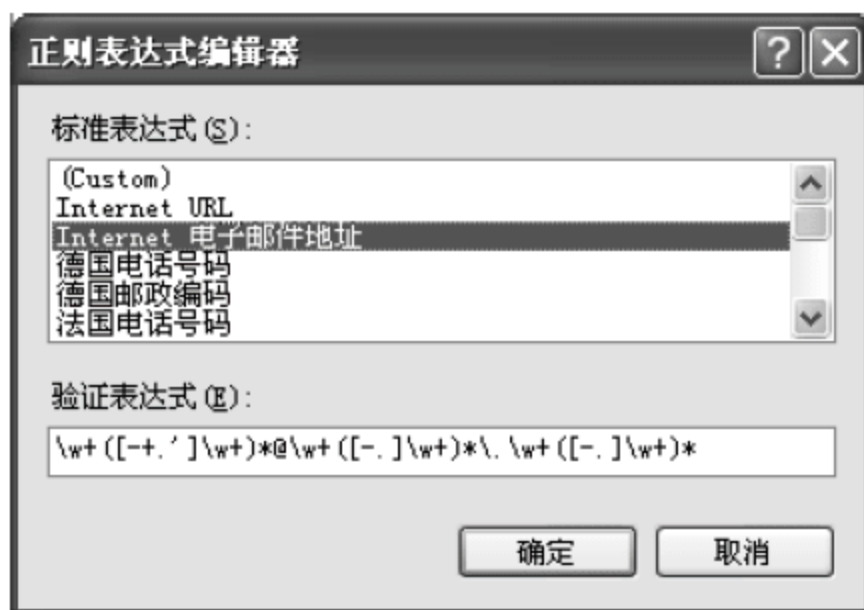 正则表达式编辑器
标准表达式(S):
(Custom)
Internet URL
Internet 电子邮件地址
德国电话号码
德国邮政编码
法国电话号码
验证表达式(E):
\w+([-+.']\w+)*@\w+([-.]\w+)*\.\w+([-.]\w+)*
确定 取消